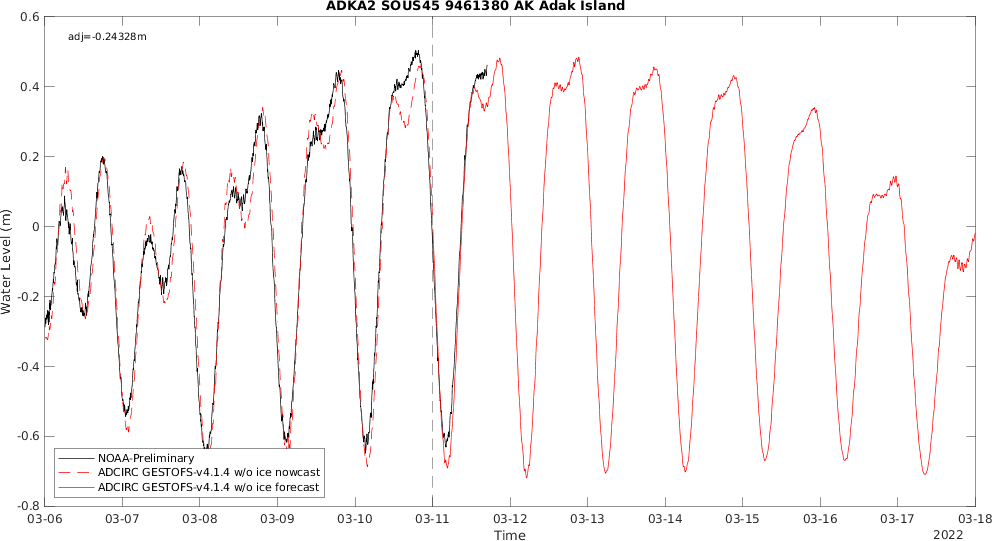 ADKA2 SOUS45 9461380 AK Adak Island
adj=-0.24328m
Water Level (m)
0.6
0.4
0.2
0
-0.2
-0.4
-0.6
-0.8
NOAA-Preliminary
ADCIRC GESTOFS-v4.1.4 w/o ice nowcast
ADCIRC GESTOFS-v4.1.4 w/o ice forecast
03-06 03-07 03-08 03-09 03-10 03-11 03-12 03-13 03-14 03-15 03-16 03-17 03-18
Time
2022